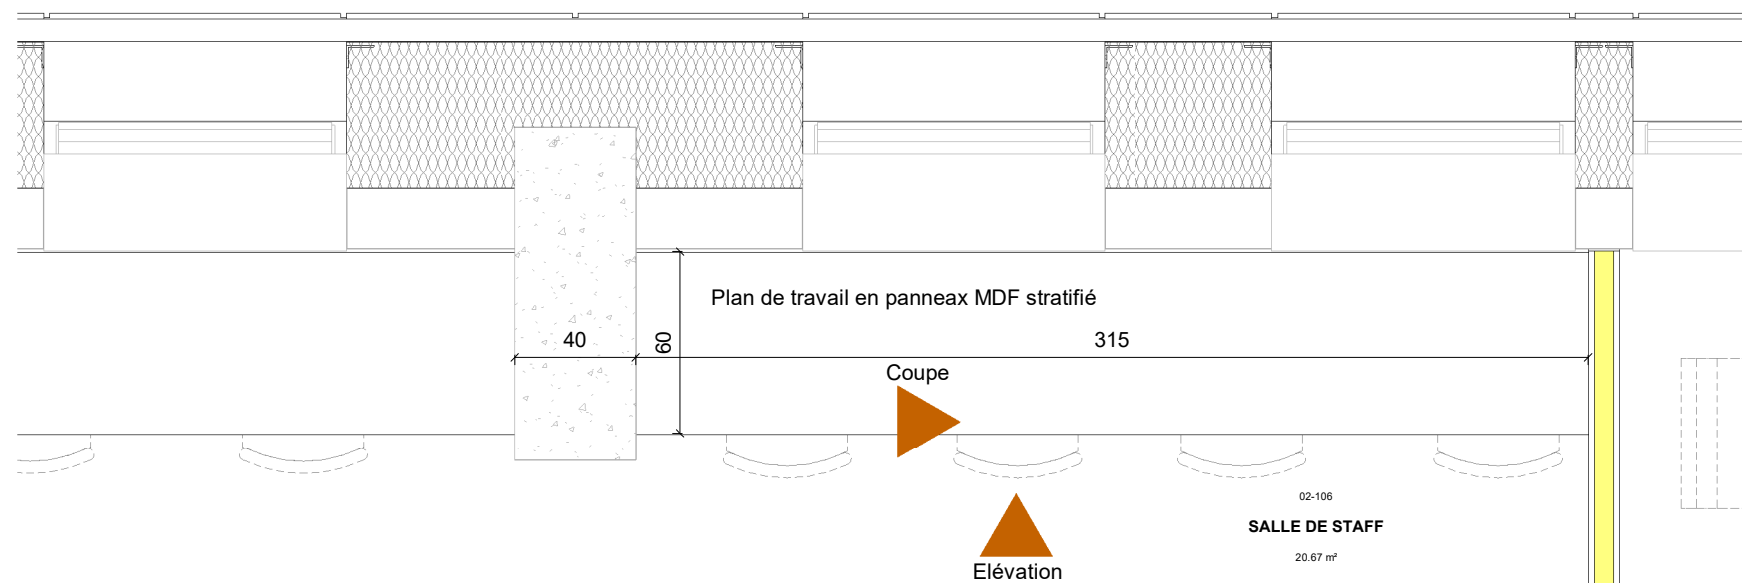 Plan de travail en panneax MDF stratifié
40
60
315
Coupe
02-106
SALLE DE STAFF
20.67 m²
Elévation